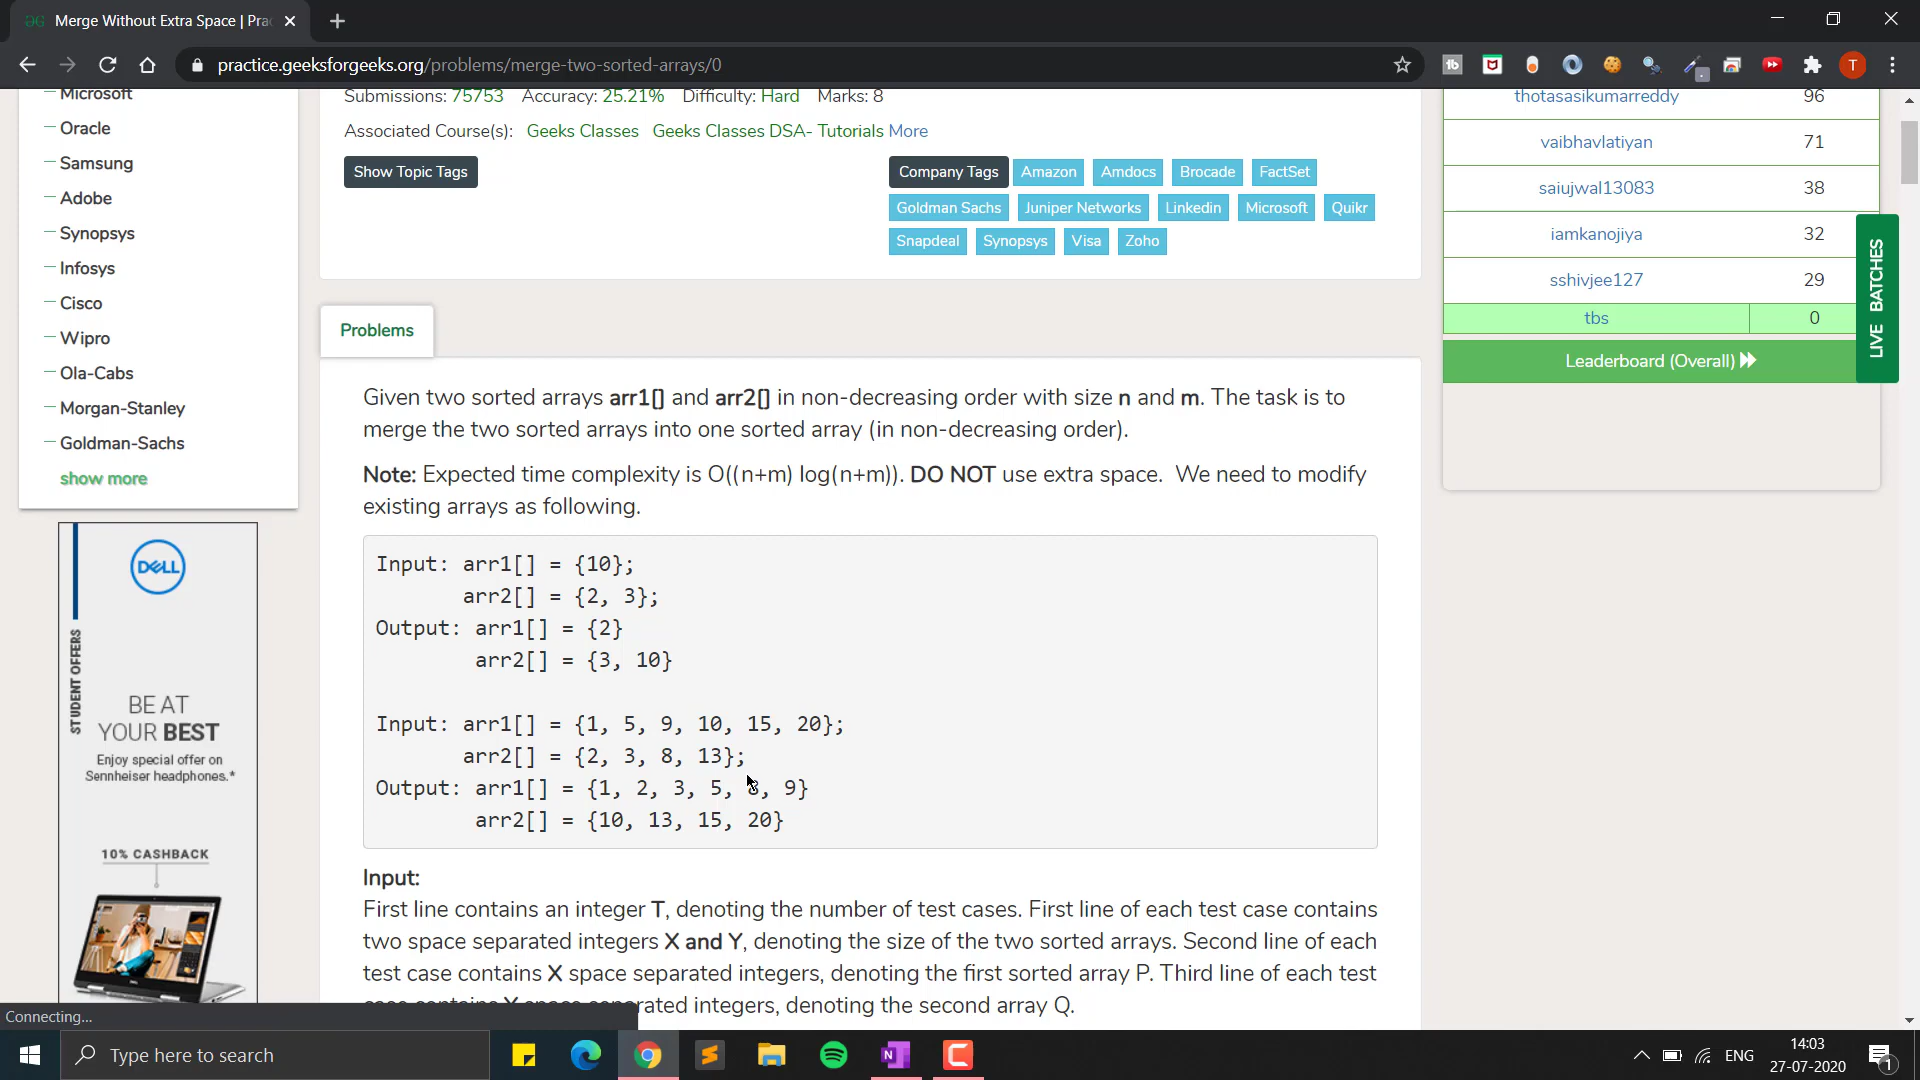 Merge Without Extra Space | Pra
practice.geeksforgeeks.org/problems/merge-two-sorted-arrays/0
Microsoft
Oracle
Samsung
Adobe
Synopsys
Infosys
Cisco
Wipro
Ola-Cabs
Morgan-Stanley
Goldman-Sachs
show more
STUDENT OFFERS
DELL
BE AT
YOUR BEST
Enjoy special offer on
Sennheiser headphones.*
10% CASHBACK
Submissions: 75753 Accuracy: 25.21% Difficulty: Hard Marks: 8
Associated Course(s): Geeks Classes Geeks Classes DSA- Tutorials More
Show Topic Tags
Company Tags Amazon Amdocs Brocade FactSet
Goldman Sachs Juniper Networks Linkedin Microsoft Quikr
Snapdeal Synopsys Visa Zoho
Problems
Given two sorted arrays arr1[] and arr2[] in non-decreasing order with size n and m. The task is to
merge the two sorted arrays into one sorted array (in non-decreasing order).
Note: Expected time complexity is O((n+m) log(n+m)). DO NOT use extra space. We need to modify
existing arrays as following.
Input: arr1[] = {10};
arr2[] = {2, 3};
Output: arr1[] = {2}
arr2[] = {3, 10}
Input: arr1[] = {1, 5, 9, 10, 15, 20};
arr2[] = {2, 3, 8, 13};
Output: arr1[] = {1, 2, 3, 5, 8, 9}
arr2[] = {10, 13, 15, 20}
Input:
First line contains an integer T, denoting the number of test cases. First line of each test case contains
two space separated integers X and Y, denoting the size of the two sorted arrays. Second line of each
test case contains X space separated integers, denoting the first sorted array P. Third line of each test
case contains Y space separated integers, denoting the second array Q.
thotasasikumarreddy 96
vaibhavlatiyan 71
saiujwal13083 38
iamkanojiya 32
sshivjee127 29
tbs 0
Leaderboard (Overall)
LIVE BATCHES
Connecting...
Type here to search
ENG
14:03
27-07-2020
1